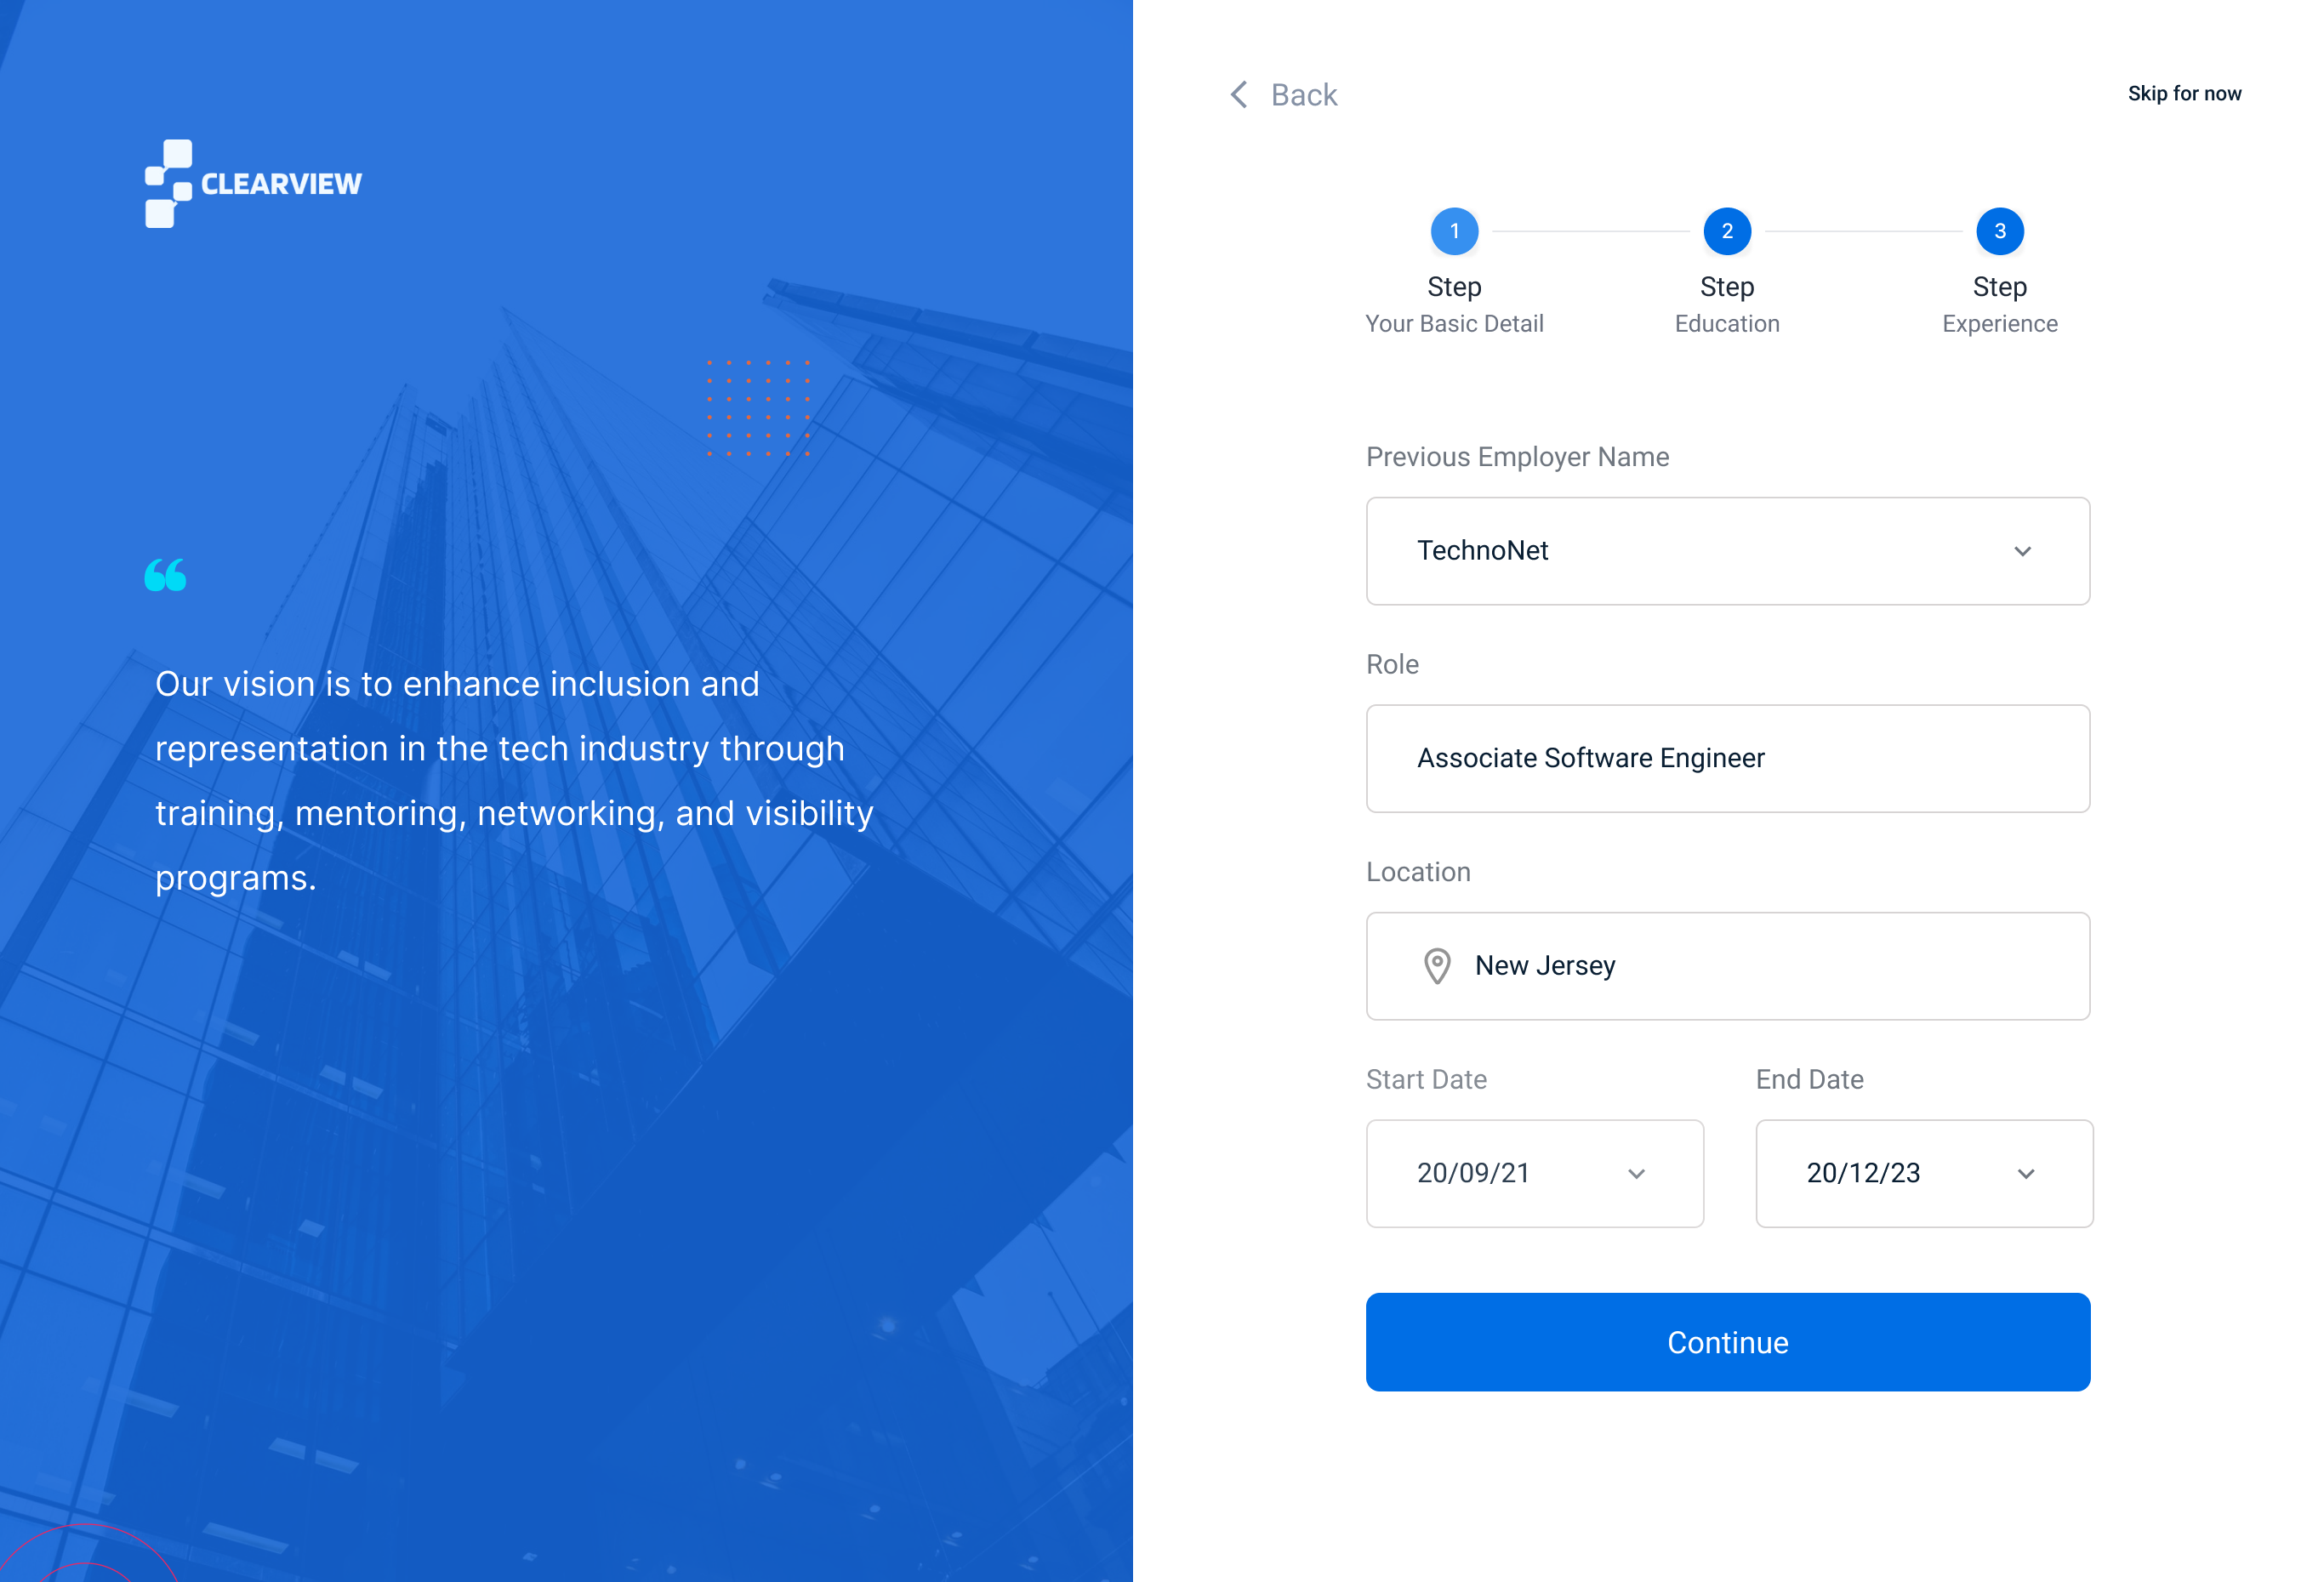 CLEARVIEW
“
Our vision is to enhance inclusion and
representation in the tech industry through
training, mentoring, networking, and visibility
programs.
Back
Skip for now
1
2
3
Step
Step
Step
Your Basic Detail
Education
Experience
Previous Employer Name
TechnoNet
Role
Associate Software Engineer
Location
New Jersey
Start Date
End Date
20/09/21
20/12/23
Continue